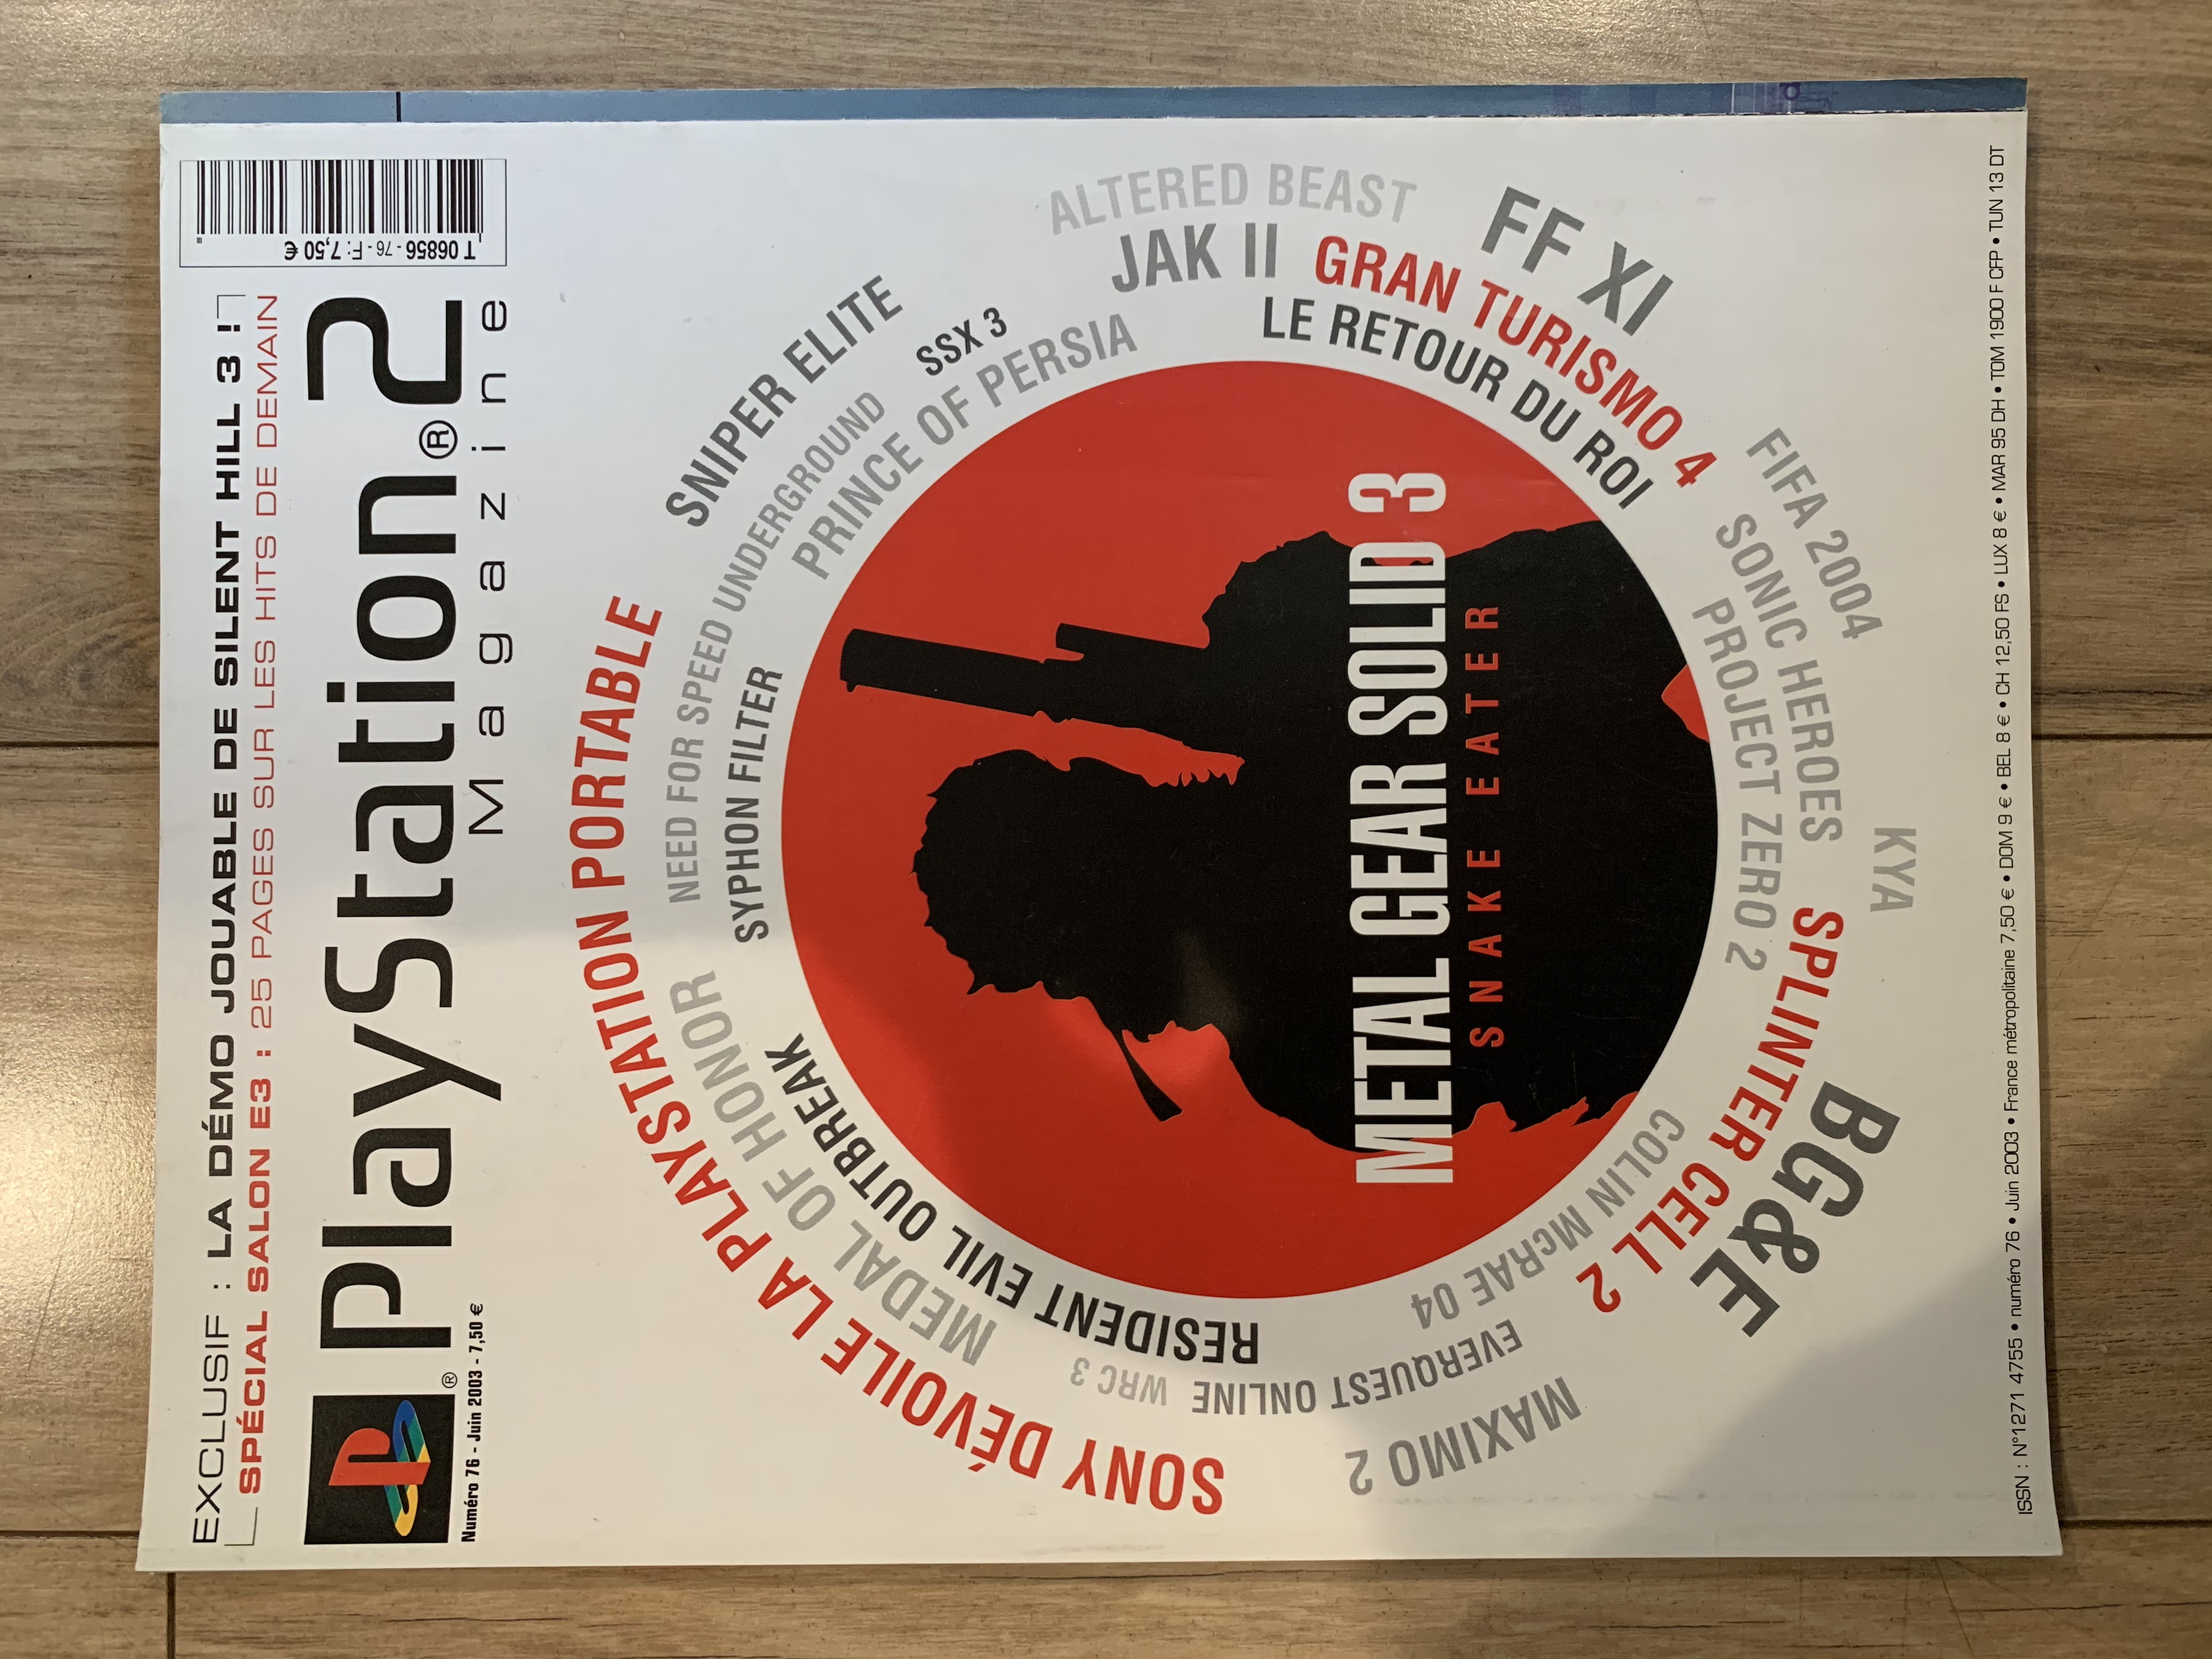 EXCLUSIF : LA DÉMO JOUABLE DE SILENT HILL 3 !
SPÉCIAL SALON E3 : 25 PAGES SUR LES HITS DE DEMAIN
PlayStation®2
Magazine
®
Numéro 76 - Juin 2003 - 7,50 €
T 06856 - 76 - F: 7,50 €
SONY DÉVOILE LA PLAYSTATION PORTABLE
SNIPER ELITE
MEDAL OF HONOR
NEED FOR SPEED UNDERGROUND
SSX 3
RESIDENT EVIL OUTBREAK
SYPHON FILTER
PRINCE OF PERSIA
ALTERED BEAST
JAK II
WRC 3
EVERQUEST ONLINE
MAXIMO 2
GRAN TURISMO 4
LE RETOUR DU ROI
FF XI
METAL GEAR SOLID 3
SNAKE EATER
COLIN McRAE 04
SPLINTER CELL 2
BG&E
PROJECT ZERO 2
SONIC HEROES
FIFA 2004
KYA
ISSN : N°1271 4755 • numéro 76 • Juin 2003 • France métropolitaine 7,50 € • DOM 9 € • BEL 8 € • CH 12,50 FS • LUX 8 € • MAR 95 DH • TOM 1900 F CFP • TUN 13 DT